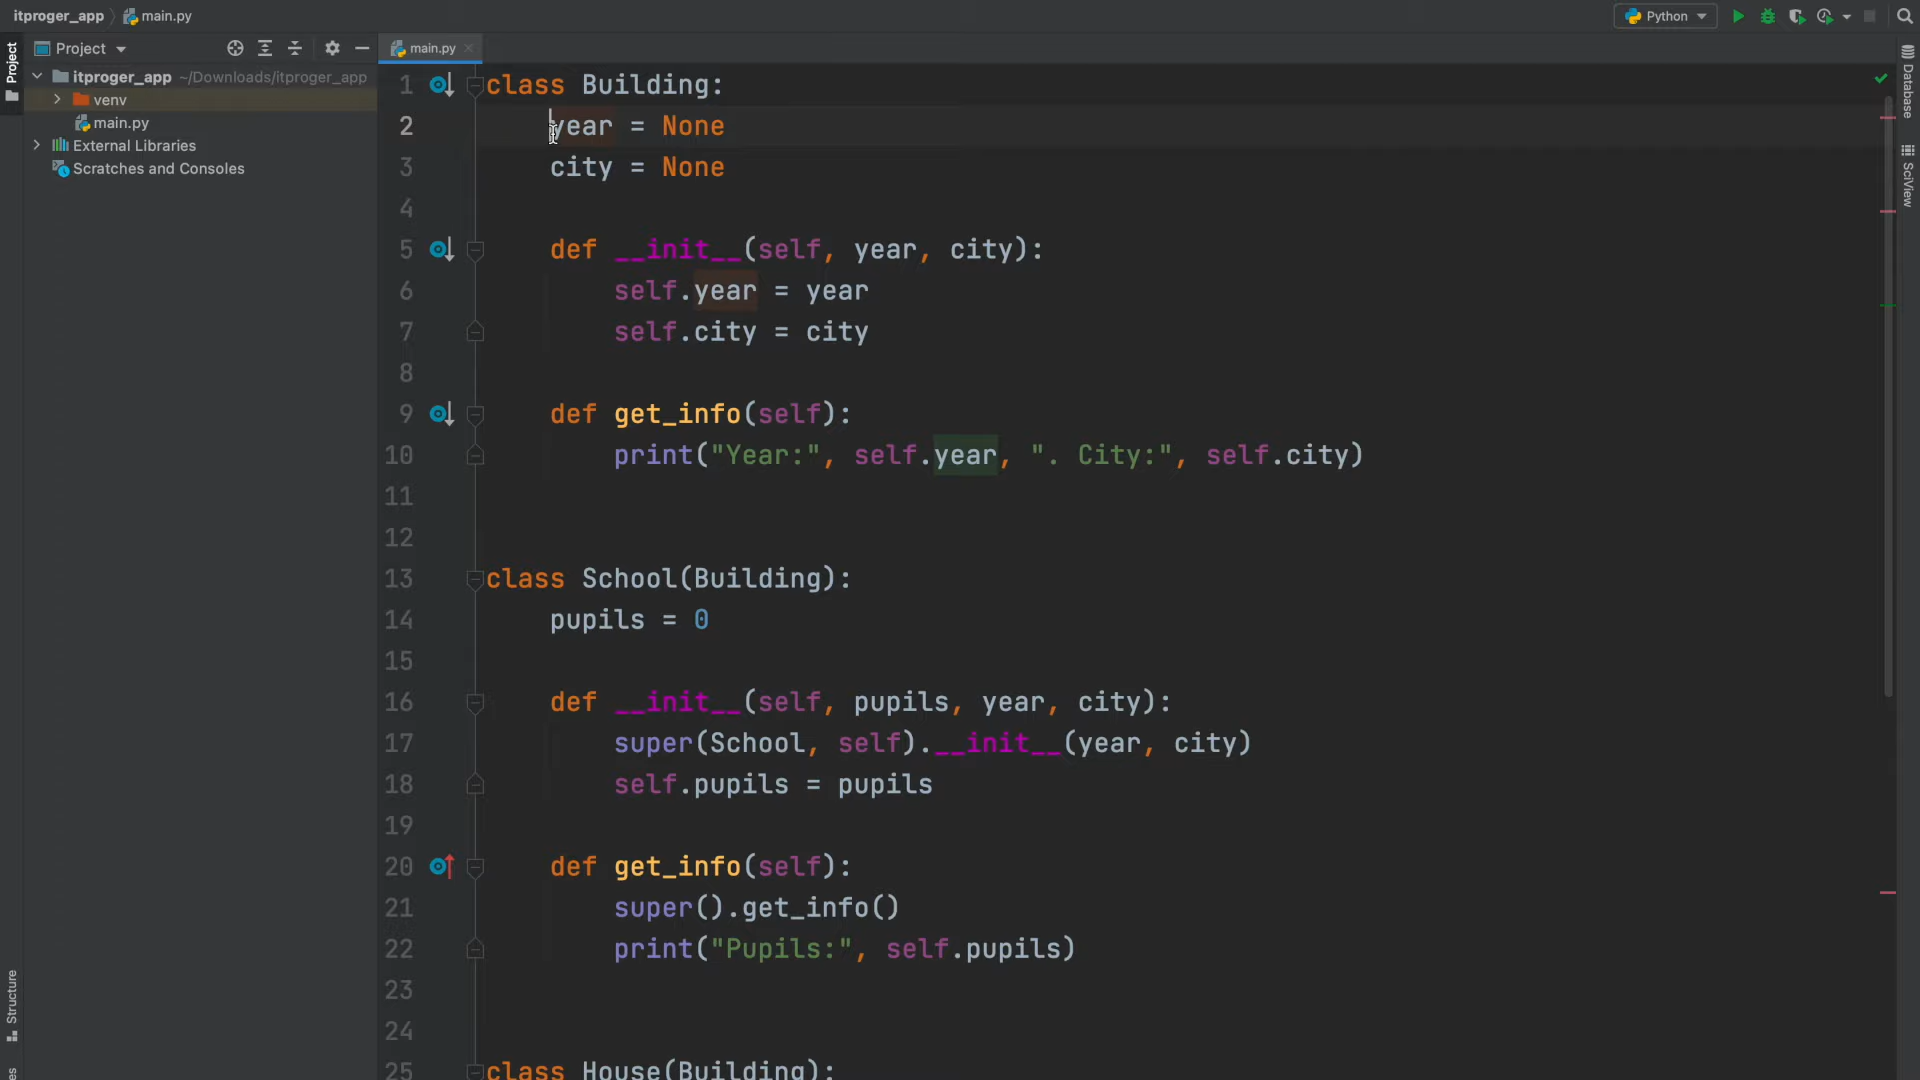 itproger_app
main.py
Python
Project
main.py
Project
itproger_app ~/Downloads/itproger_app
venv
main.py
External Libraries
Scratches and Consoles
Structure
Database
SciView
1 class Building:
2 year = None
3 city = None
4
5 def __init__(self, year, city):
6 self.year = year
7 self.city = city
8
9 def get_info(self):
10 print("Year:", self.year, ". City:", self.city)
11
12
13 class School(Building):
14 pupils = 0
15
16 def __init__(self, pupils, year, city):
17 super(School, self).__init__(year, city)
18 self.pupils = pupils
19
20 def get_info(self):
21 super().get_info()
22 print("Pupils:", self.pupils)
23
24
25 class House(Building):